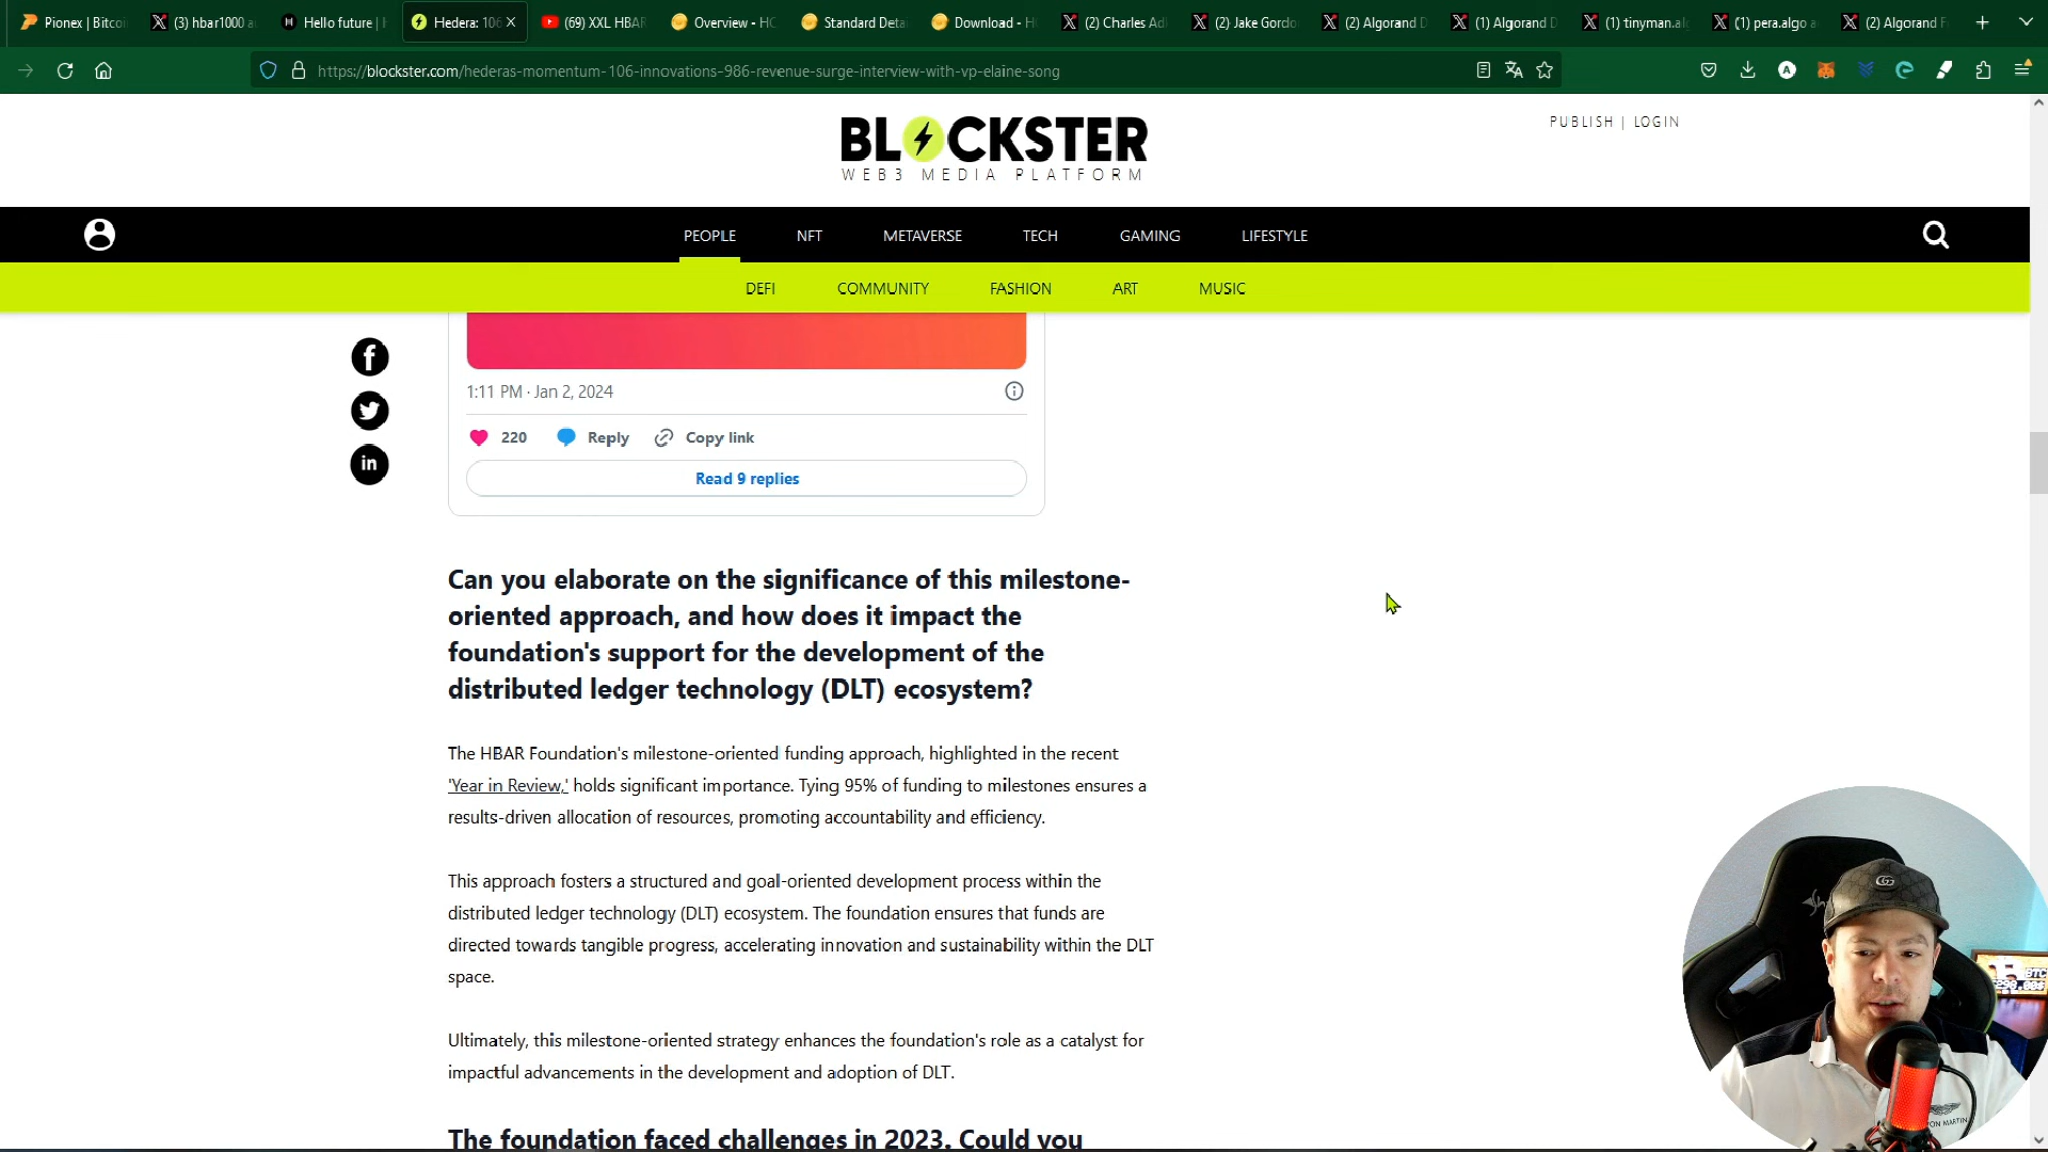 Pionex | Bitcoi
(3) hbar1000 a
Hello future | H
Hedera: 106
(69) XXL HBAR
Overview - HC
Standard Deta
Download - H
(2) Charles Ad
(2) Jake Gordo
(2) Algorand D
(1) Algorand D
(1) tinyman.al
(1) pera.algo a
(2) Algorand F
https://blockster.com/hederas-momentum-106-innovations-986-revenue-surge-interview-with-vp-elaine-song
BLOCKSTER
WEB3 MEDIA PLATFORM
PUBLISH | LOGIN
PEOPLE NFT METAVERSE TECH GAMING LIFESTYLE
DEFI COMMUNITY FASHION ART MUSIC
1:11 PM · Jan 2, 2024
220 Reply Copy link
Read 9 replies
Can you elaborate on the significance of this milestone-
oriented approach, and how does it impact the
foundation's support for the development of the
distributed ledger technology (DLT) ecosystem?
The HBAR Foundation's milestone-oriented funding approach, highlighted in the recent
'Year in Review,' holds significant importance. Tying 95% of funding to milestones ensures a
results-driven allocation of resources, promoting accountability and efficiency.
This approach fosters a structured and goal-oriented development process within the
distributed ledger technology (DLT) ecosystem. The foundation ensures that funds are
directed towards tangible progress, accelerating innovation and sustainability within the DLT
space.
Ultimately, this milestone-oriented strategy enhances the foundation's role as a catalyst for
impactful advancements in the development and adoption of DLT.
The foundation faced challenges in 2023. Could you
BTC
ON MARTIN